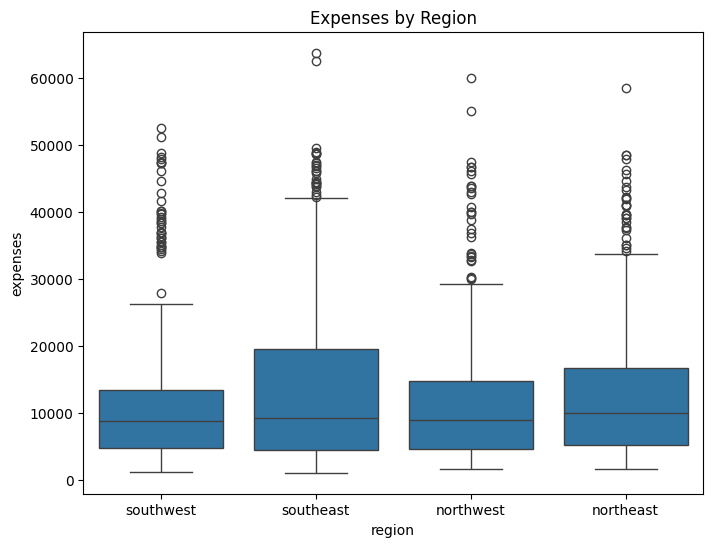 Expenses by Region
60000
50000
40000
30000
20000
10000
0
expenses
southwest
southeast
northwest
northeast
region